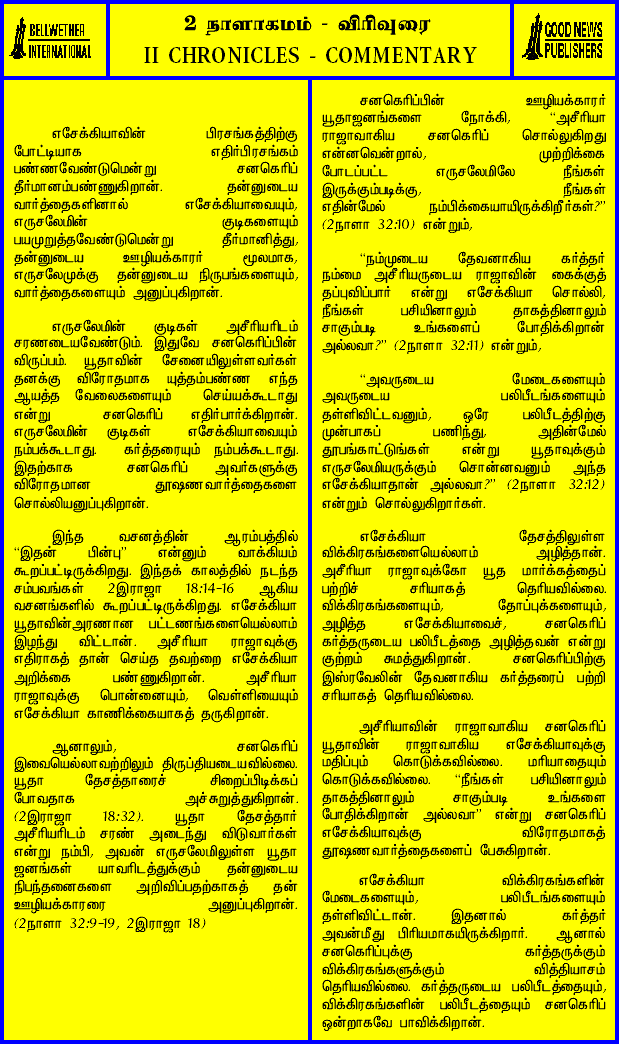 BELLWETHER
INTERNATIONAL
2 நாளாகமம் - விரிவுரை
II CHRONICLES - COMMENTARY
GOOD NEWS
PUBLISHERS
எசேக்கியாவின் பிரசங்கத்திற்கு
போட்டியாக எதிர்பிரசங்கம்
பண்ணவேண்டுமென்று சனகெரிப்
தீர்மானம்பண்ணுகிறான். தன்னுடைய
வார்த்தைகளினால் எசேக்கியாவையும்,
எருசலேமின் குடிகளையும்
பயமுறுத்தவேண்டுமென்று தீர்மானித்து,
தன்னுடைய ஊழியக்காரர் மூலமாக,
எருசலேமுக்கு தன்னுடைய நிருபங்களையும்,
வார்த்தைகளையும் அனுப்புகிறான்.
எருசலேமின் குடிகள் அசீரியரிடம்
சரணடையவேண்டும். இதுவே சனகெரிப்பின்
விருப்பம். யூதாவின் சேனையிலுள்ளவர்கள்
தனக்கு விரோதமாக யுத்தம்பண்ண எந்த
ஆயத்த வேலைகளையும் செய்யக்கூடாது
என்று சனகெரிப் எதிர்பார்க்கிறான்.
எருசலேமின் குடிகள் எசேக்கியாவையும்
நம்பக்கூடாது. கர்த்தரையும் நம்பக்கூடாது.
இதற்காக சனகெரிப் அவர்களுக்கு
விரோதமான தூஷணவார்த்தைகளை
சொல்லியனுப்புகிறான்.
இந்த வசனத்தின் ஆரம்பத்தில்
"இதன் பின்பு" என்னும் வாக்கியம்
கூறப்பட்டிருக்கிறது. இந்தக் காலத்தில் நடந்த
சம்பவங்கள் 2இராஜா 18:14-16 ஆகிய
வசனங்களில் கூறப்பட்டிருக்கிறது. எசேக்கியா
யூதாவின்அரணான பட்டணங்களையெல்லாம்
இழந்து விட்டான். அசீரியா ராஜாவுக்கு
எதிராகத் தான் செய்த தவற்றை எசேக்கியா
அறிக்கை பண்ணுகிறான். அசீரியா
ராஜாவுக்கு பொன்னையும், வெள்ளியையும்
எசேக்கியா காணிக்கையாகத் தருகிறான்.
ஆனாலும், சனகெரிப்
இவையெல்லாவற்றிலும் திருப்தியடையவில்லை.
யூதா தேசத்தாரைச் சிறைப்பிடிக்கப்
போவதாக அச்சுறுத்துகிறான்.
(2இராஜா 18:32). யூதா தேசத்தார்
அசீரியரிடம் சரண் அடைந்து விடுவார்கள்
என்று நம்பி, அவன் எருசலேமிலுள்ள யூதா
ஜனங்கள் யாவரிடத்துக்கும் தன்னுடைய
நிபந்தனைகளை அறிவிப்பதற்காகத் தன்
ஊழியக்காரரை அனுப்புகிறான்.
(2நாளா 32:9-19, 2இராஜா 18)
சனகெரிப்பின் ஊழியக்காரர்
யூதாஜனங்களை நோக்கி, "அசீரியா
ராஜாவாகிய சனகெரிப் சொல்லுகிறது
என்னவென்றால், முற்றிக்கை
போடப்பட்ட எருசலேமிலே நீங்கள்
இருக்கும்படிக்கு, நீங்கள்
எதின்மேல் நம்பிக்கையாயிருக்கிறீர்கள்?"
(2நாளா 32:10) என்றும்,
"நம்முடைய தேவனாகிய கர்த்தர்
நம்மை அசீரியருடைய ராஜாவின் கைக்குத்
தப்புவிப்பார் என்று எசேக்கியா சொல்லி,
நீங்கள் பசியினாலும் தாகத்தினாலும்
சாகும்படி உங்களைப் போதிக்கிறான்
அல்லவா?" (2நாளா 32:11) என்றும்,
"அவருடைய மேடைகளையும்
அவருடைய பலிபீடங்களையும்
தள்ளிவிட்டவனும், ஒரே பலிபீடத்திற்கு
முன்பாகப் பணிந்து, அதின்மேல்
தூபங்காட்டுங்கள் என்று யூதாவுக்கும்
எருசலேமியருக்கும் சொன்னவனும் அந்த
எசேக்கியாதான் அல்லவா?" (2நாளா 32:12)
என்றும் சொல்லுகிறார்கள்.
எசேக்கியா தேசத்திலுள்ள
விக்கிரகங்களையெல்லாம் அழித்தான்.
அசீரியா ராஜாவுக்கோ யூத மார்க்கத்தைப்
பற்றிச் சரியாகத் தெரியவில்லை.
விக்கிரகங்களையும், தோப்புக்களையும்,
அழித்த எசேக்கியாவைச், சனகெரிப்
கர்த்தருடைய பலிபீடத்தை அழித்தவன் என்று
குற்றம் சுமத்துகிறான். சனகெரிப்பிற்கு
இஸ்ரவேலின் தேவனாகிய கர்த்தரைப் பற்றி
சரியாகத் தெரியவில்லை.
அசீரியாவின் ராஜாவாகிய சனகெரிப்
யூதாவின் ராஜாவாகிய எசேக்கியாவுக்கு
மதிப்பும் கொடுக்கவில்லை. மரியாதையும்
கொடுக்கவில்லை. "நீங்கள் பசியினாலும்
தாகத்தினாலும் சாகும்படி உங்களை
போதிக்கிறான் அல்லவா" என்று சனகெரிப்
எசேக்கியாவுக்கு விரோதமாகத்
தூஷணவார்த்தைகளைப் பேசுகிறான்.
எசேக்கியா விக்கிரகங்களின்
மேடைகளையும், பலிபீடங்களையும்
தள்ளிவிட்டான். இதனால் கர்த்தர்
அவன்மீது பிரியமாகயிருக்கிறார். ஆனால்
சனகெரிப்புக்கு கர்த்தருக்கும்
விக்கிரகங்களுக்கும் வித்தியாசம்
தெரியவில்லை. கர்த்தருடைய பலிபீடத்தையும்,
விக்கிரகங்களின் பலிபீடத்தையும் சனகெரிப்
ஒன்றாகவே பாவிக்கிறான்.